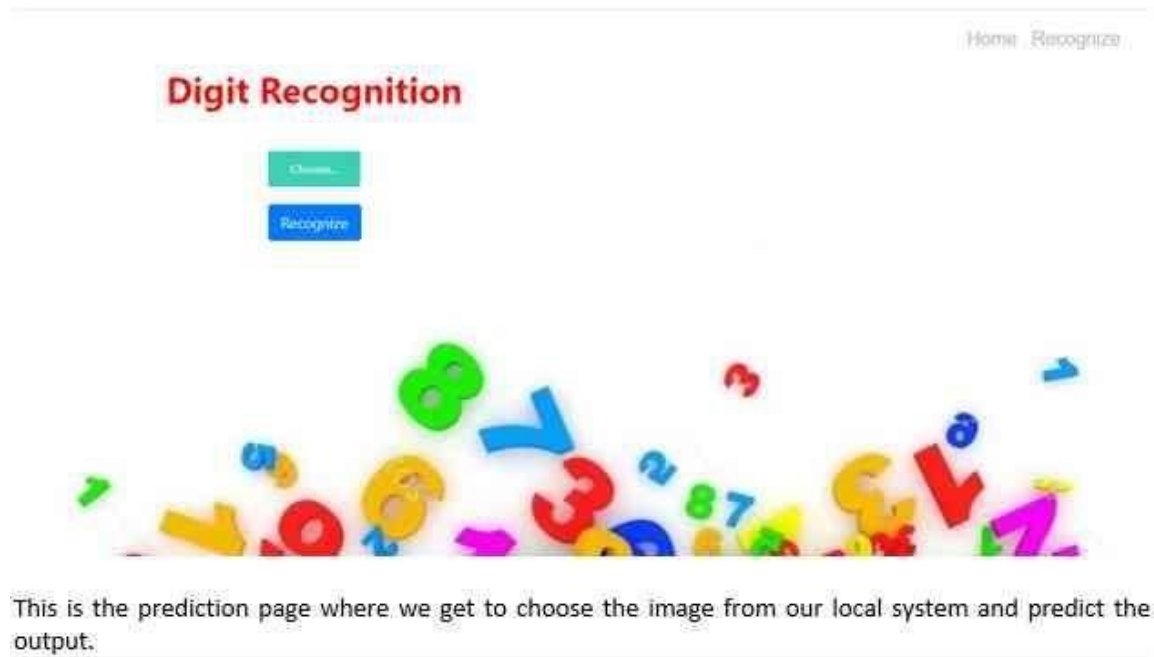 Home Recognize
Digit Recognition
Choose...
Recognize
This is the prediction page where we get to choose the image from our local system and predict the
output.